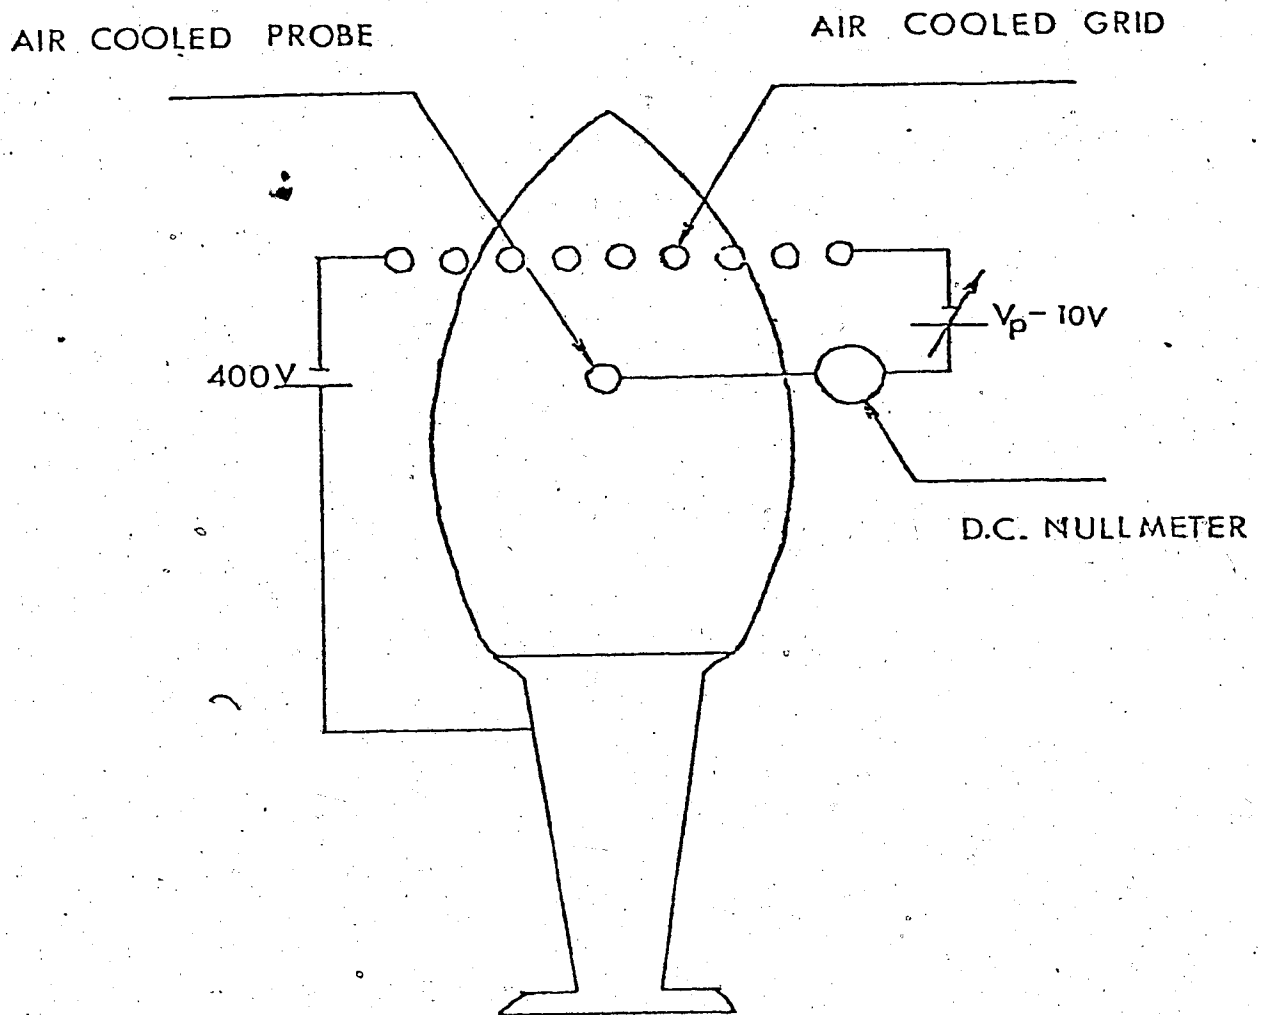 AIR COOLED PROBE
AIR COOLED GRID
Vp - 10V
400V
D.C. NULLMETER